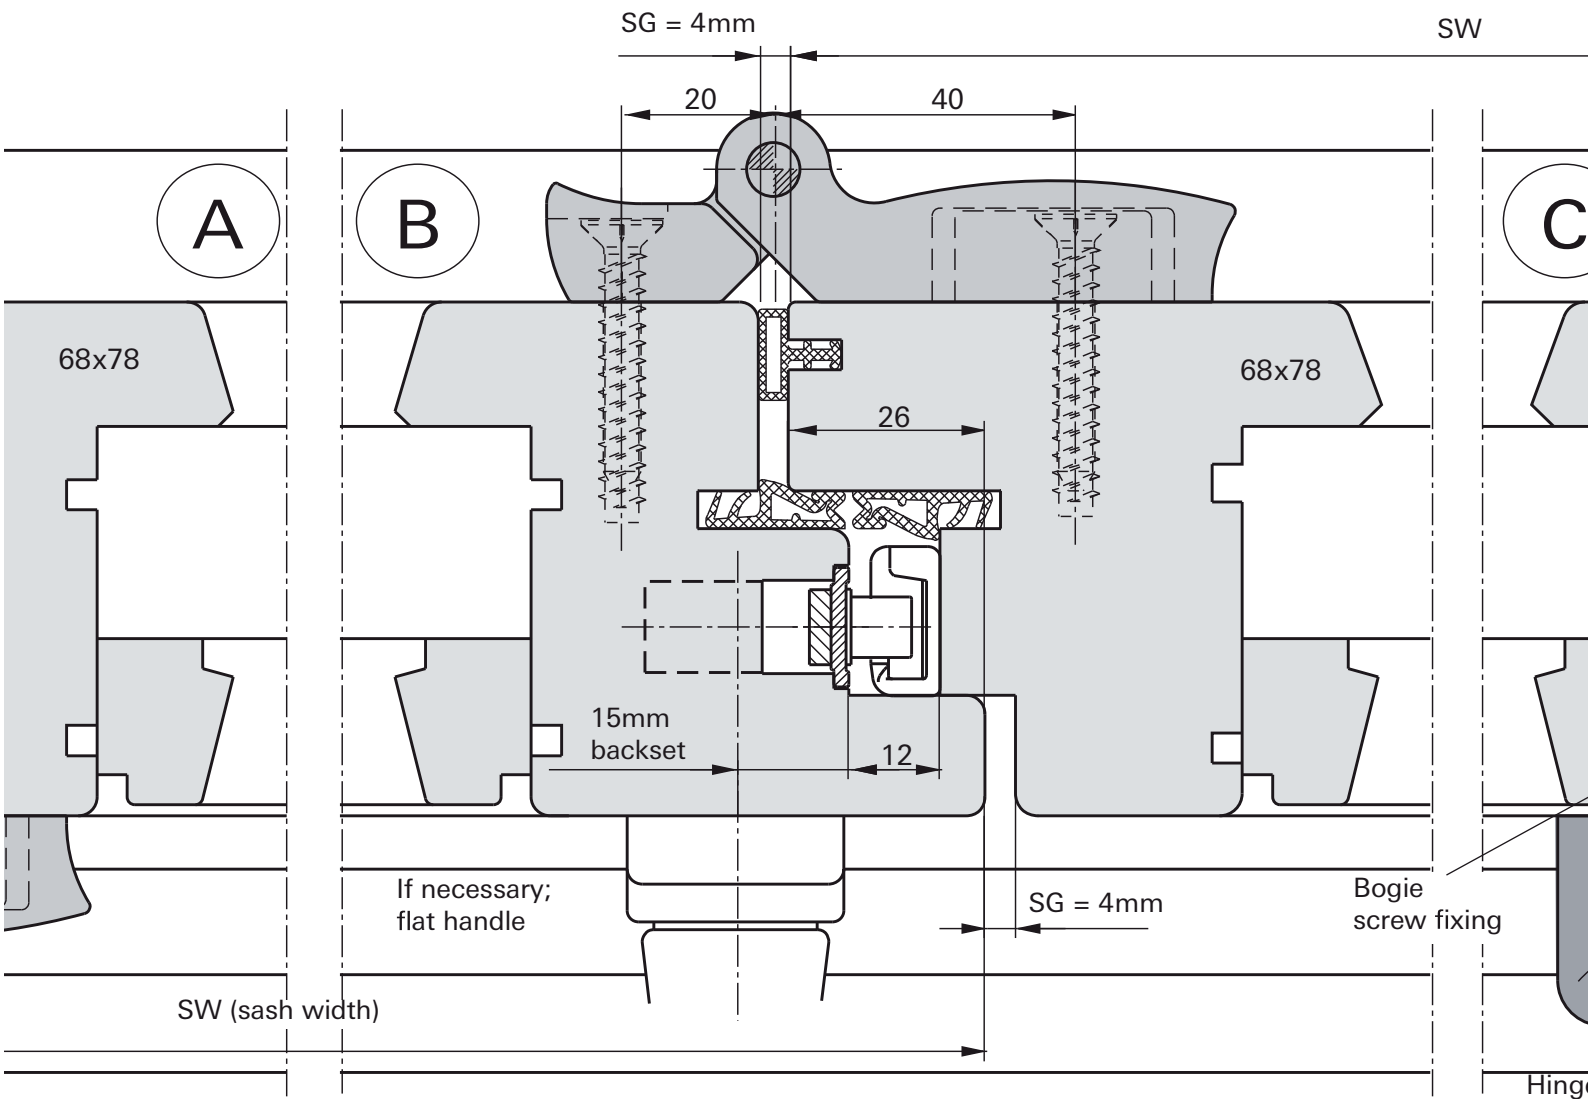 SG = 4mm
SW
20
40
A
B
C
68x78
68x78
26
15mm
backset
12
If necessary;
flat handle
SG = 4mm
Bogie
screw fixing
SW (sash width)